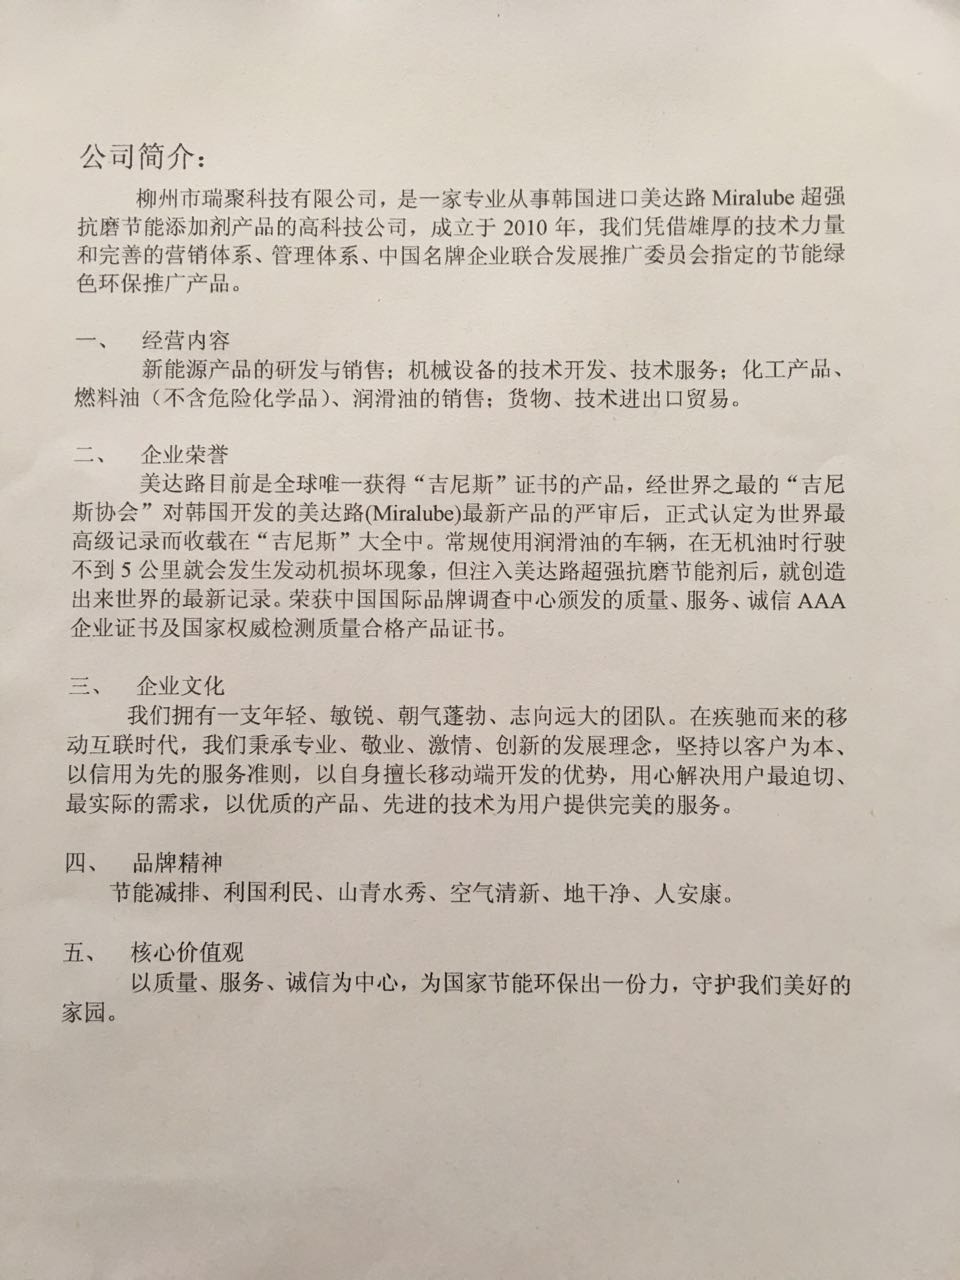 公司简介：
柳州市瑞聚科技有限公司，是一家专业从事韩国进口美达路 Miralube 超强
抗磨节能添加剂产品的高科技公司，成立于 2010 年，我们凭借雄厚的技术力量
和完善的营销体系、管理体系、中国名牌企业联合发展推广委员会指定的节能绿
色环保推广产品。
一、 经营内容
新能源产品的研发与销售；机械设备的技术开发、技术服务；化工产品、
燃料油（不含危险化学品）、润滑油的销售；货物、技术进出口贸易。
二、 企业荣誉
美达路目前是全球唯一获得“吉尼斯”证书的产品，经世界之最的“吉尼
斯协会”对韩国开发的美达路(Miralube)最新产品的严审后，正式认定为世界最
高级记录而收载在“吉尼斯”大全中。常规使用润滑油的车辆，在无机油时行驶
不到 5 公里就会发生发动机损坏现象，但注入美达路超强抗磨节能剂后，就创造
出来世界的最新记录。荣获中国国际品牌调查中心颁发的质量、服务、诚信 AAA
企业证书及国家权威检测质量合格产品证书。
三、 企业文化
我们拥有一支年轻、敏锐、朝气蓬勃、志向远大的团队。在疾驰而来的移
动互联时代，我们秉承专业、敬业、激情、创新的发展理念，坚持以客户为本、
以信用为先的服务准则，以自身擅长移动端开发的优势，用心解决用户最迫切、
最实际的需求，以优质的产品、先进的技术为用户提供完美的服务。
四、 品牌精神
节能减排、利国利民、山青水秀、空气清新、地干净、人安康。
五、 核心价值观
以质量、服务、诚信为中心，为国家节能环保出一份力，守护我们美好的
家园。